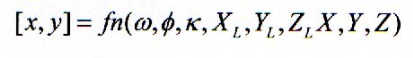 [x, y] = fn(ω, ϕ, κ, X_L, Y_L, Z_L X, Y, Z)